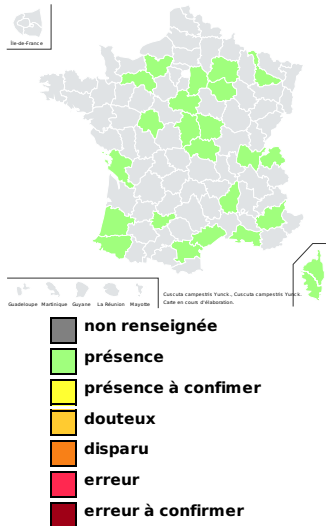 Île-de-France
Guadeloupe Martinique Guyane La Réunion Mayotte
Cuscuta campestris Yunck., Cuscuta campestris Yunck.
Carte en cours d'élaboration.
non renseignée
présence
présence à confimer
douteux
disparu
erreur
erreur à confirmer